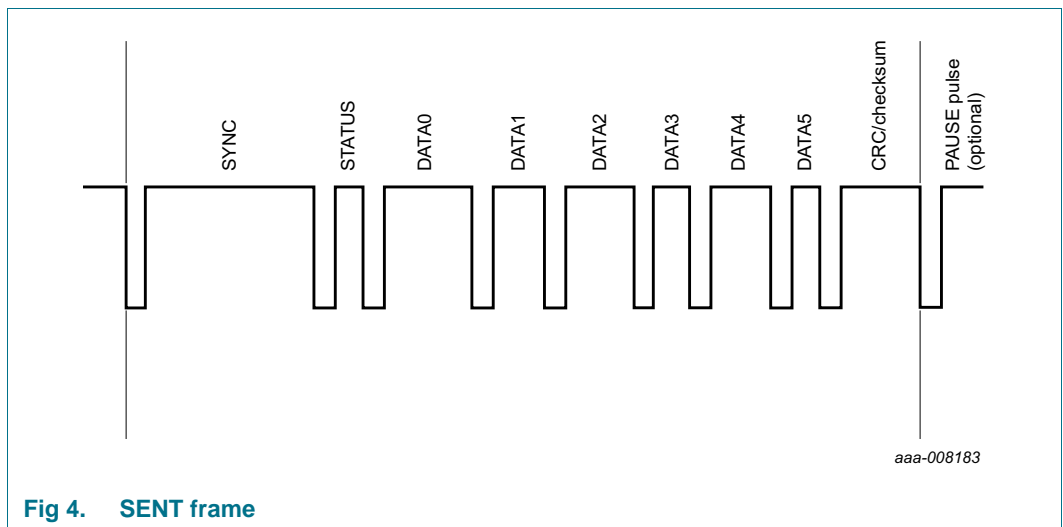 SYNC
STATUS
DATA0
DATA1
DATA2
DATA3
DATA4
DATA5
CRC/checksum
PAUSE pulse
(optional)
aaa-008183
Fig 4. SENT frame